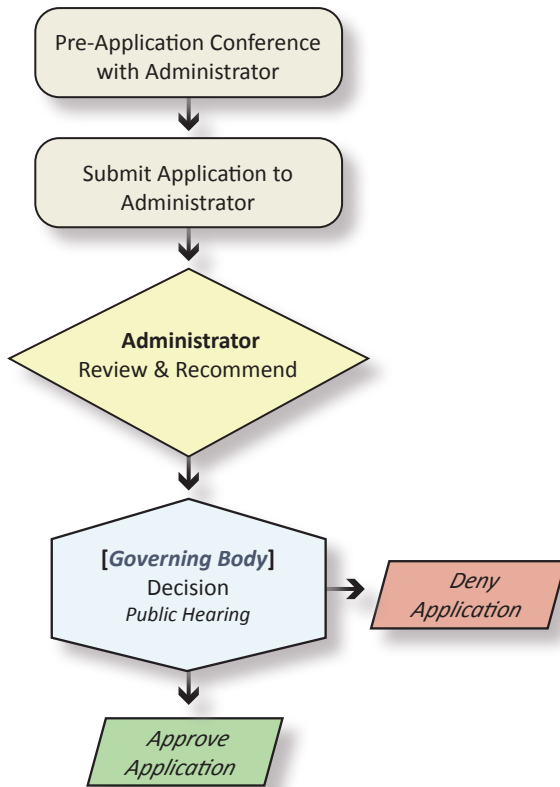 Pre-Application Conference
with Administrator
Submit Application to
Administrator
Administrator
Review & Recommend
[Governing Body]
Decision
Public Hearing
Deny
Application
Approve
Application